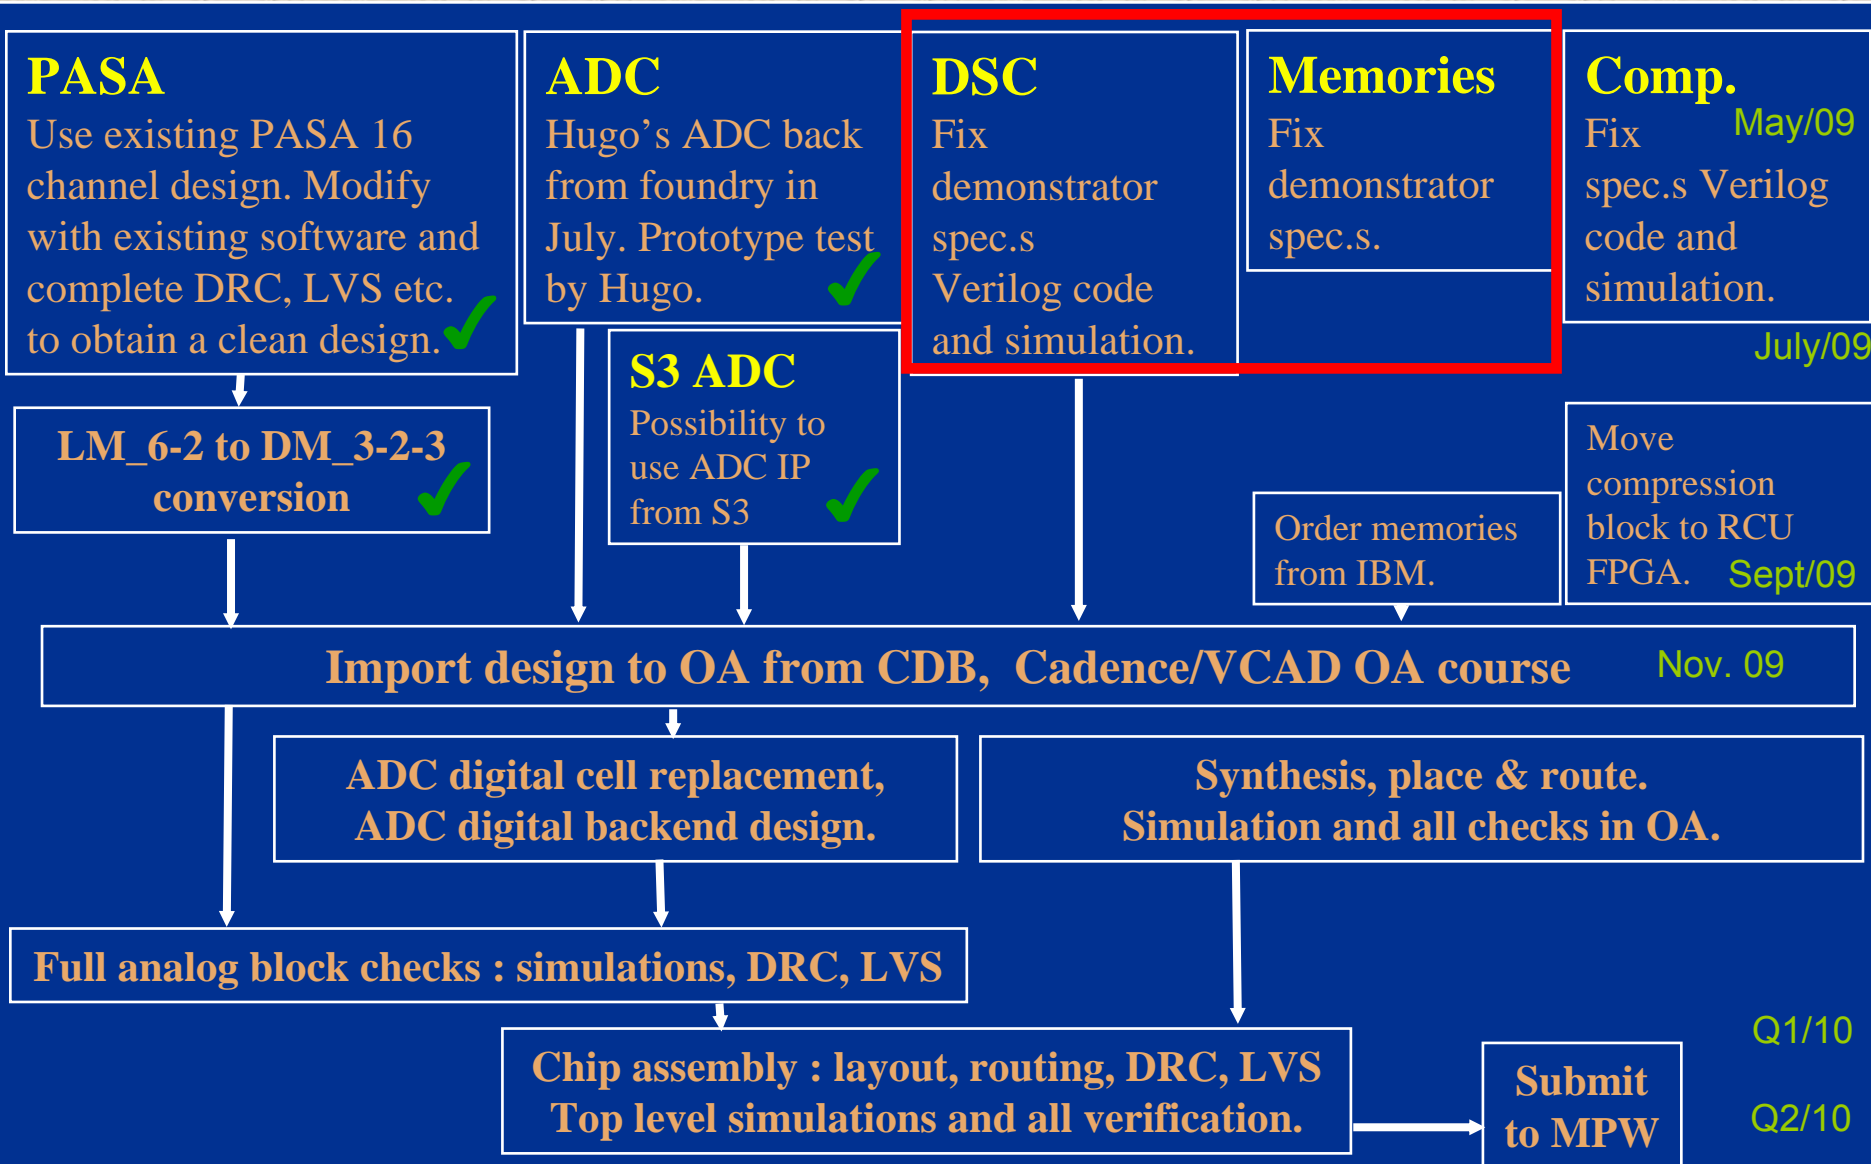 PASA
Use existing PASA 16
channel design. Modify
with existing software and
complete DRC, LVS etc.
to obtain a clean design.
ADC
Hugo’s ADC back
from foundry in
July. Prototype test
by Hugo.
DSC
Fix
demonstrator
spec.s
Verilog code
and simulation.
Memories
Fix
demonstrator
spec.s.
Comp.
May/09
Fix
spec.s Verilog
code and
simulation.
July/09
S3 ADC
Possibility to
use ADC IP
from S3
LM_6-2 to DM_3-2-3
conversion
Order memories
from IBM.
Move
compression
block to RCU
FPGA.
Sept/09
Import design to OA from CDB, Cadence/VCAD OA course
Nov. 09
ADC digital cell replacement,
ADC digital backend design.
Synthesis, place & route.
Simulation and all checks in OA.
Full analog block checks : simulations, DRC, LVS
Chip assembly : layout, routing, DRC, LVS
Top level simulations and all verification.
Submit
to MPW
Q1/10
Q2/10